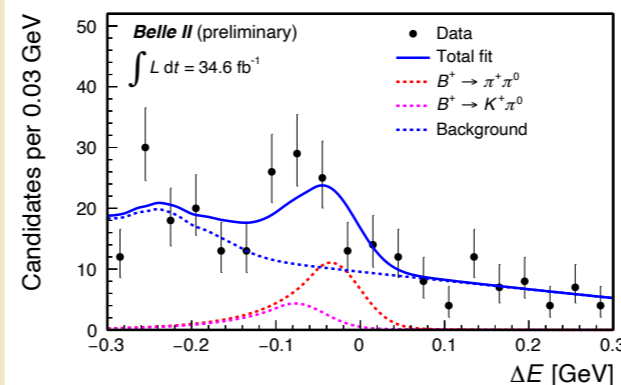 Candidates per 0.03 GeV
50
40
30
20
10
0
Belle II (preliminary)
∫ L dt = 34.6 fb⁻¹
Data
Total fit
B⁺ → π⁺π⁰
B⁺ → K⁺π⁰
Background
−0.3 −0.2 −0.1 0 0.1 0.2 0.3
ΔE [GeV]